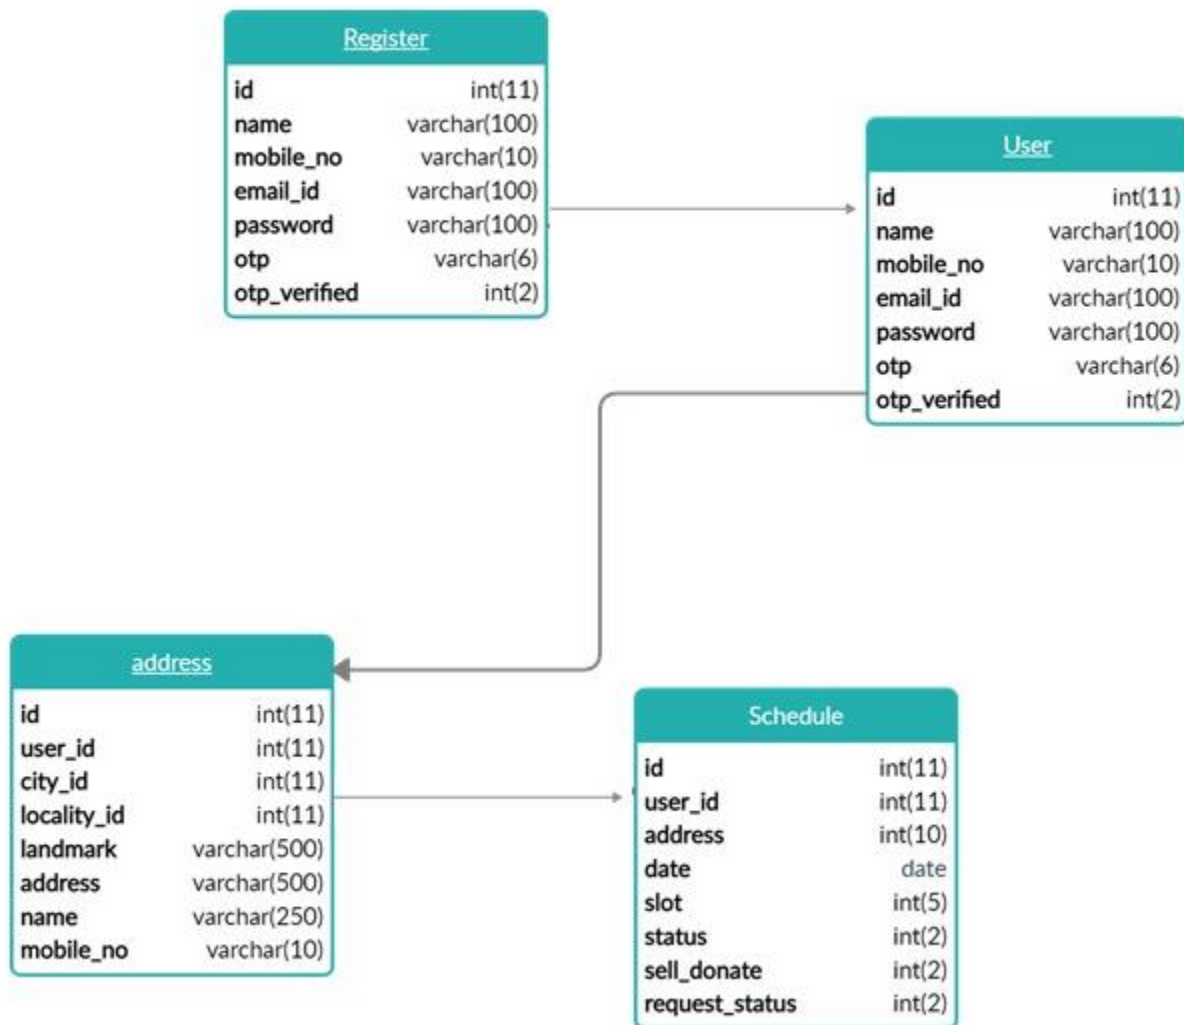 Register
id int(11)
name varchar(100)
mobile_no varchar(10)
email_id varchar(100)
password varchar(100)
otp varchar(6)
otp_verified int(2)
User
id int(11)
name varchar(100)
mobile_no varchar(10)
email_id varchar(100)
password varchar(100)
otp varchar(6)
otp_verified int(2)
address
id int(11)
user_id int(11)
city_id int(11)
locality_id int(11)
landmark varchar(500)
address varchar(500)
name varchar(250)
mobile_no varchar(10)
Schedule
id int(11)
user_id int(11)
address int(10)
date date
slot int(5)
status int(2)
sell_donate int(2)
request_status int(2)